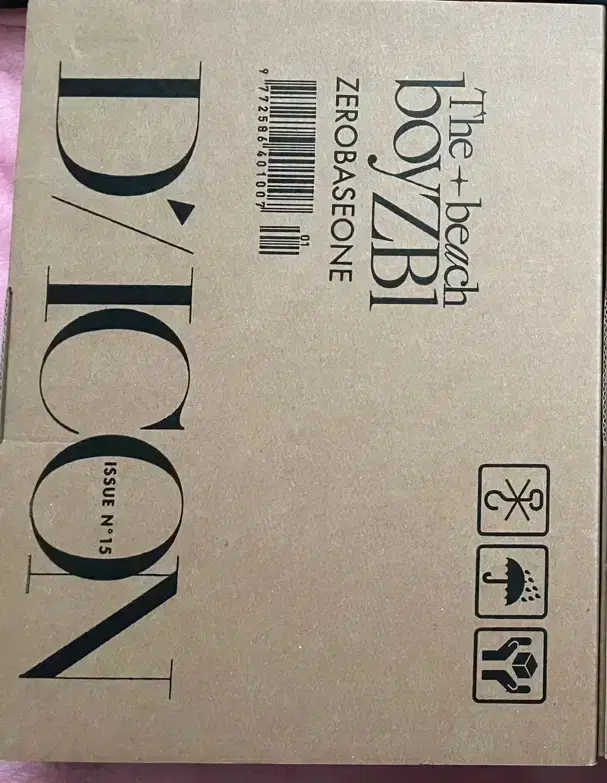 The + beach
boyZB1
ZEROBASEONE
9 772586 401007
01
D'/ICON
ISSUE N°15